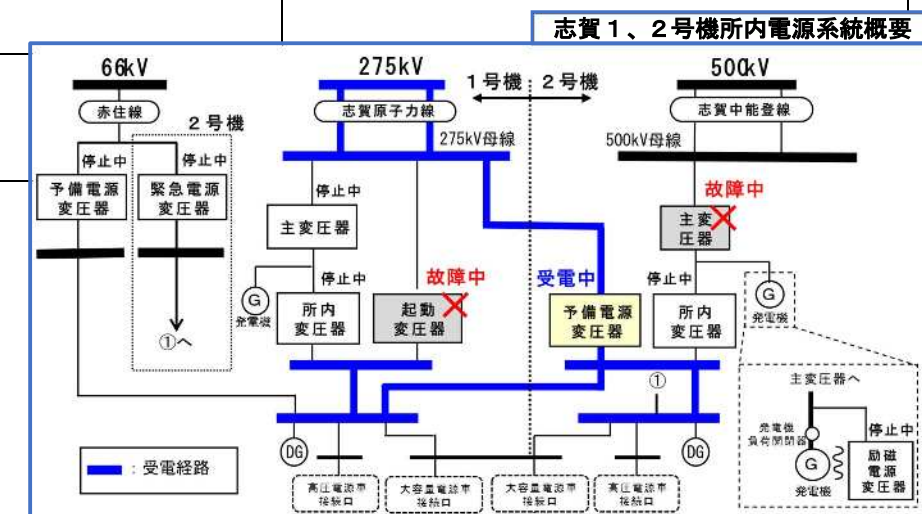 志賀1、2号機所内電源系統概要
66kV
275kV
500kV
1号機
2号機
赤住線
志賀原子力線
志賀中能登線
2号機
275kV母線
500kV母線
停止中
停止中
予備電源
変圧器
緊急電源
変圧器
停止中
主変圧器
故障中
主変
圧器
G
発電機
停止中
所内
変圧器
故障中
起動
変圧器
受電中
予備電源
変圧器
停止中
所内
変圧器
G
発電機
①へ
①
主変圧器へ
発電機
負荷開閉器
停止中
G
発電機
励磁
電源
変圧器
DG
DG
:受電経路
高圧電源車
接続口
大容量電源車
接続口
大容量電源車
接続口
高圧電源車
接続口